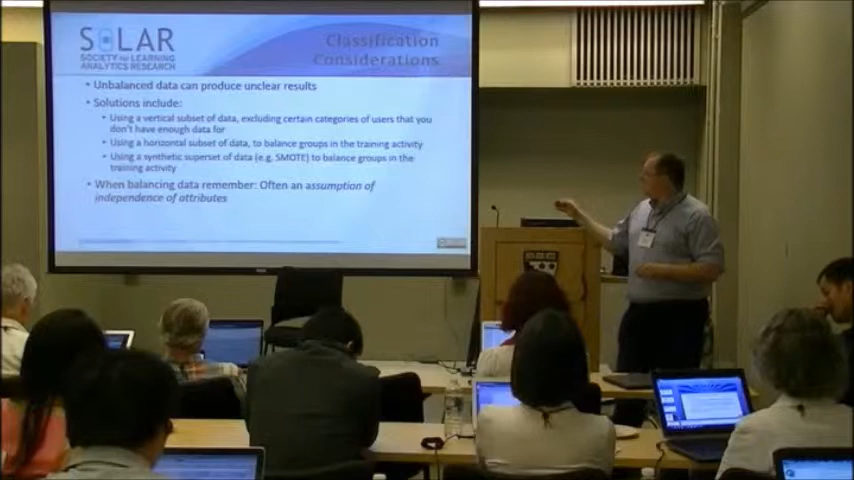 SOLAR
SOCIETY for LEARNING
ANALYTICS RESEARCH
Classification
Considerations
• Unbalanced data can produce unclear results
• Solutions include:
• Using a vertical subset of data, excluding certain categories of users that you
don't have enough data for
• Using a horizontal subset of data, to balance groups in the training activity
• Using a synthetic superset of data (e.g. SMOTE) to balance groups in the
training activity
• When balancing data remember: Often an assumption of
independence of attributes